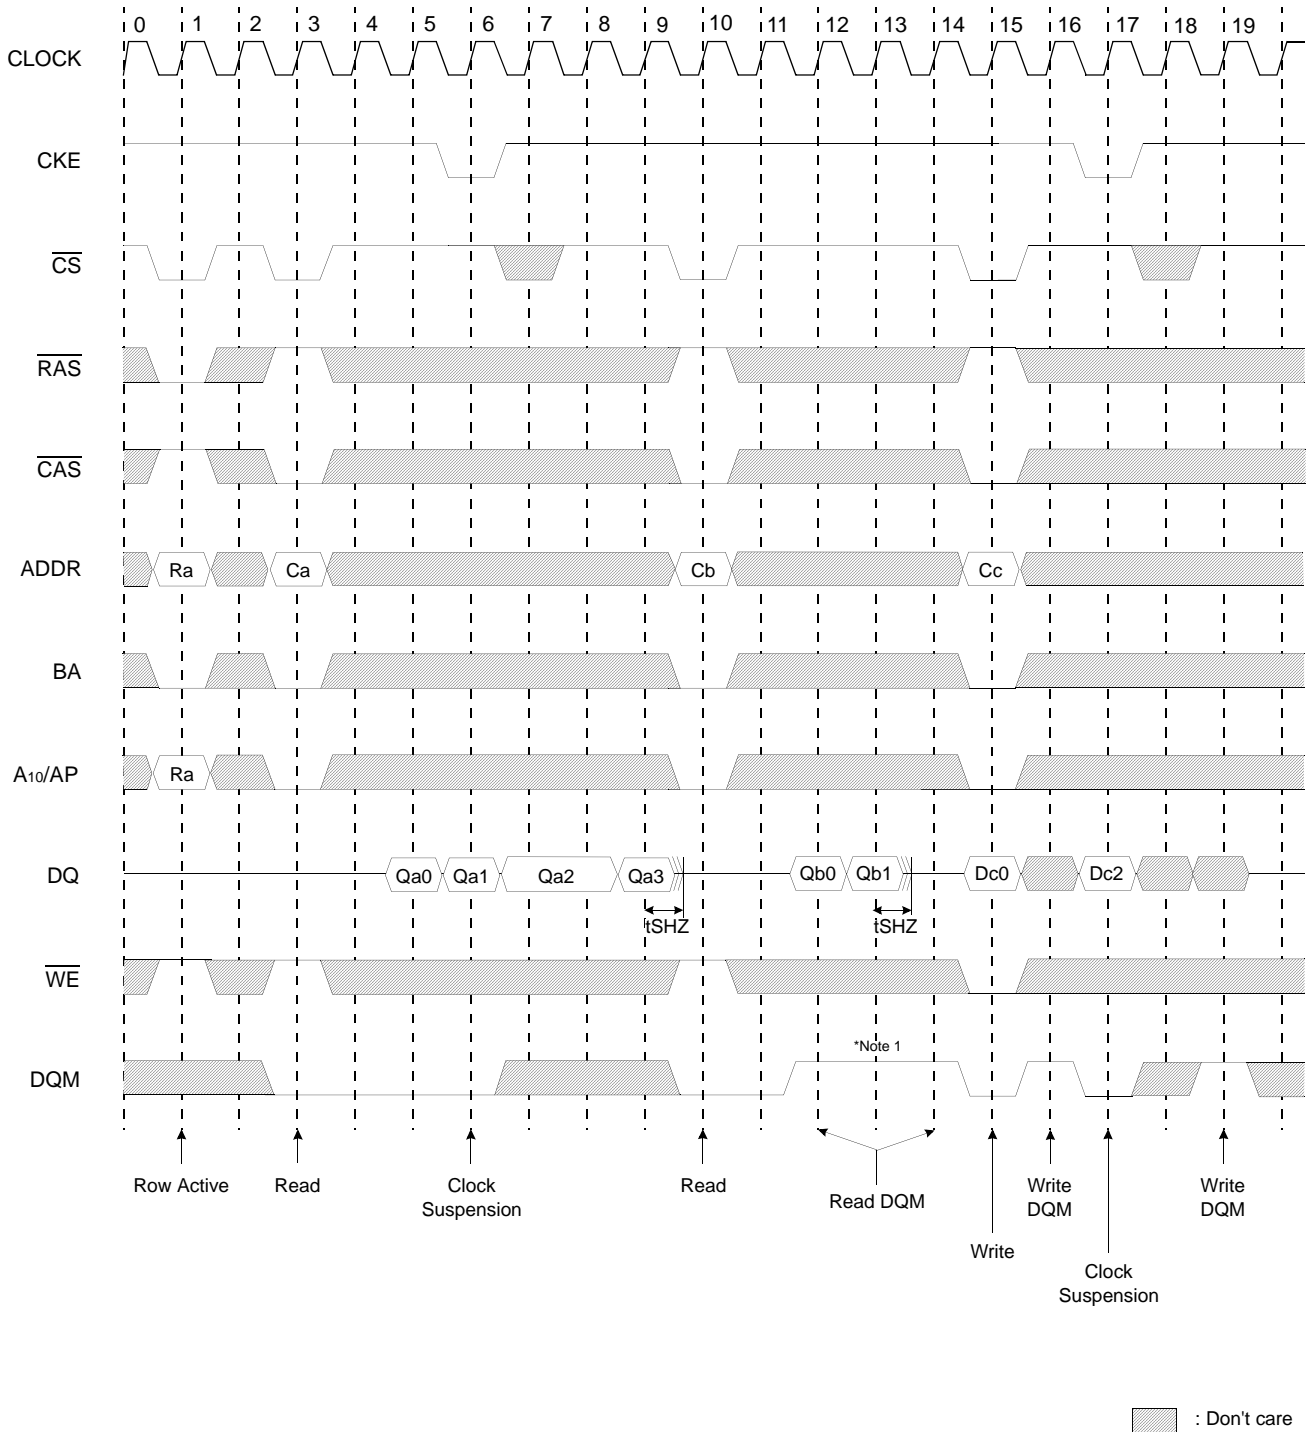 0 1 2 3 4 5 6 7 8 9 10 11 12 13 14 15 16 17 18 19
CLOCK
CKE
CS
RAS
CAS
ADDR Ra Ca Cb Cc
BA
A10/AP Ra
DQ Qa0 Qa1 Qa2 Qa3 Qb0 Qb1 Dc0 Dc2
tSHZ tSHZ
WE
*Note 1
DQM
Row Active Read Clock Suspension Read Read DQM Write Write DQM Clock Suspension Write DQM
: Don't care